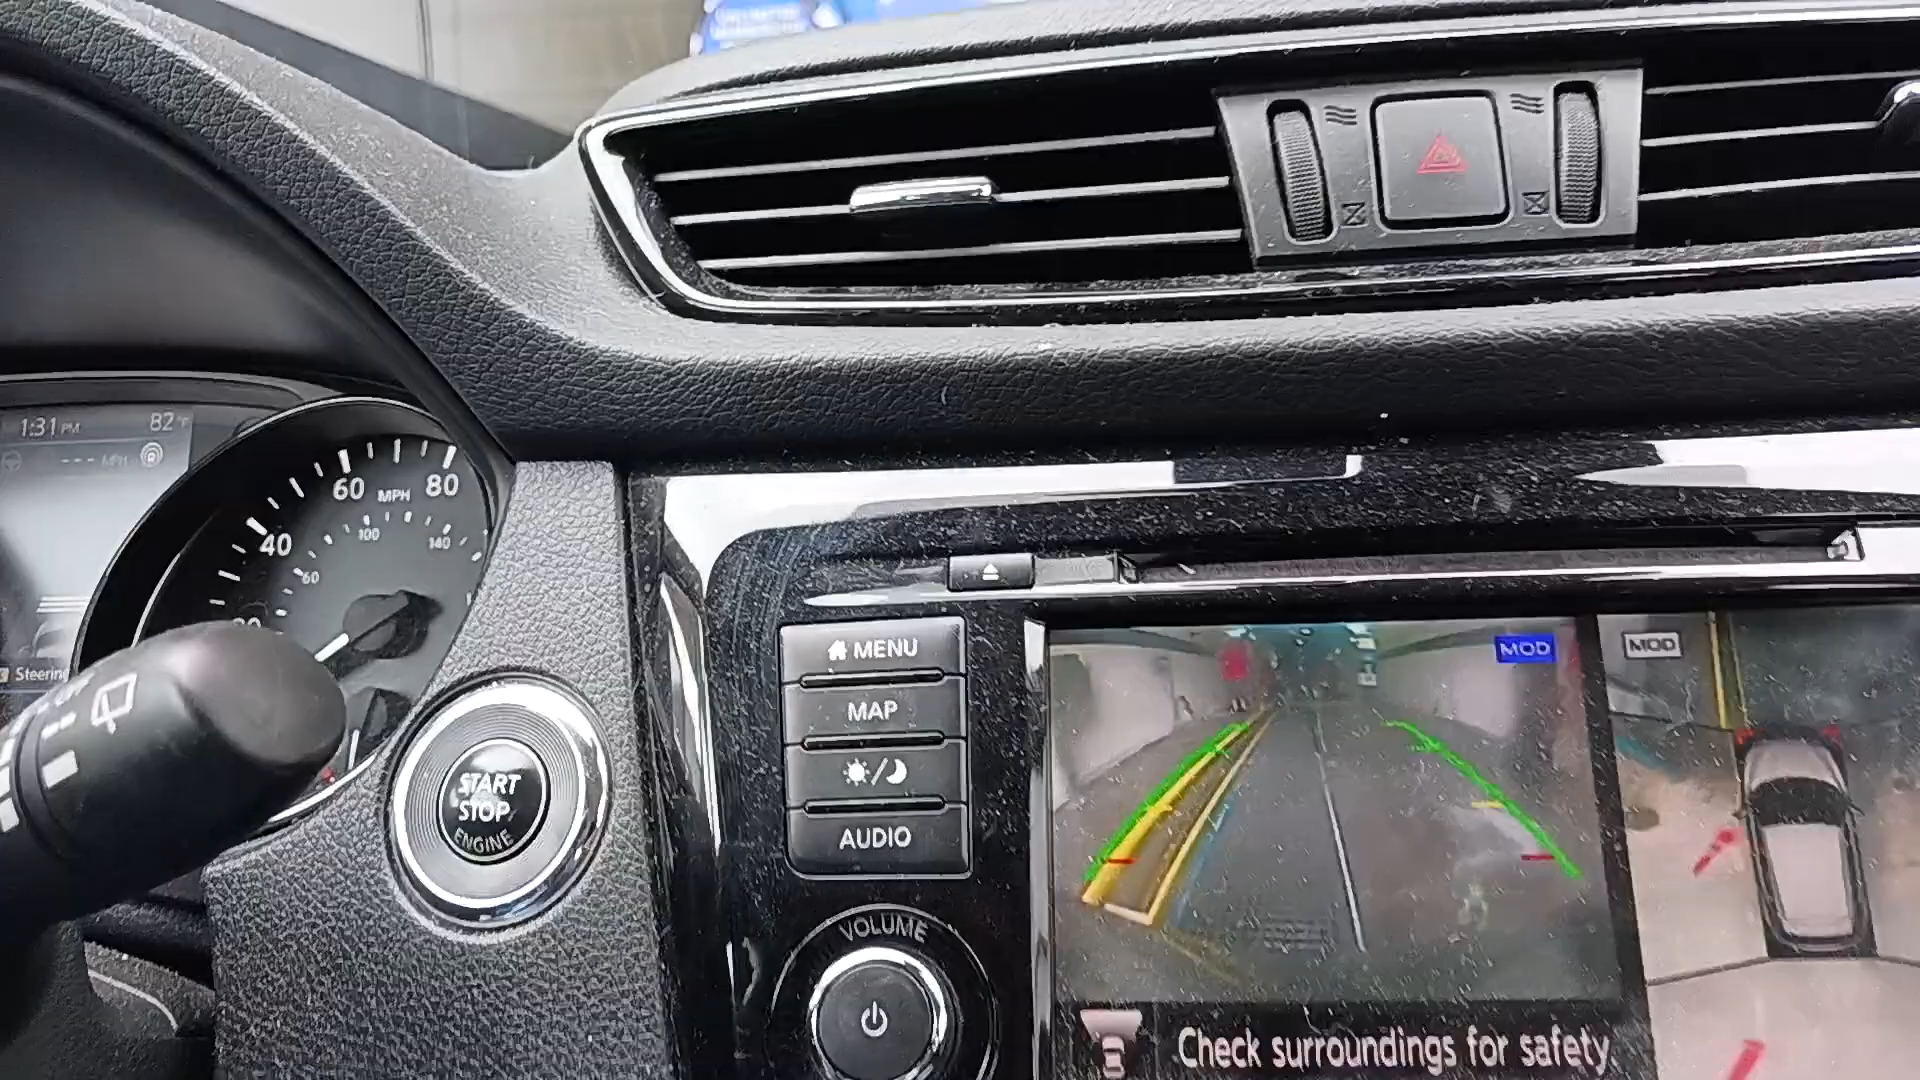 1:31 PM 82°F
--- MPH
60 MPH 80
40
100
140
60
Steering
START
STOP
ENGINE
MENU
MAP
AUDIO
VOLUME
MOD
MOD
Check surroundings for safety.